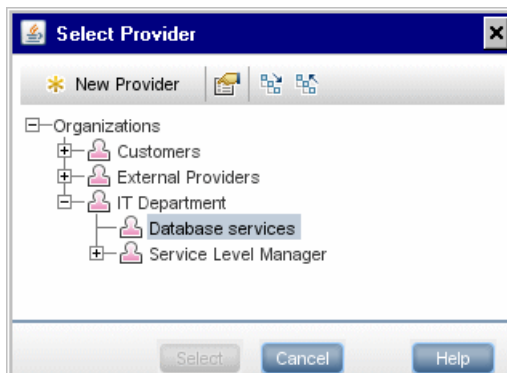 Select Provider
New Provider
Organizations
Customers
External Providers
IT Department
Database services
Service Level Manager
Select Cancel Help